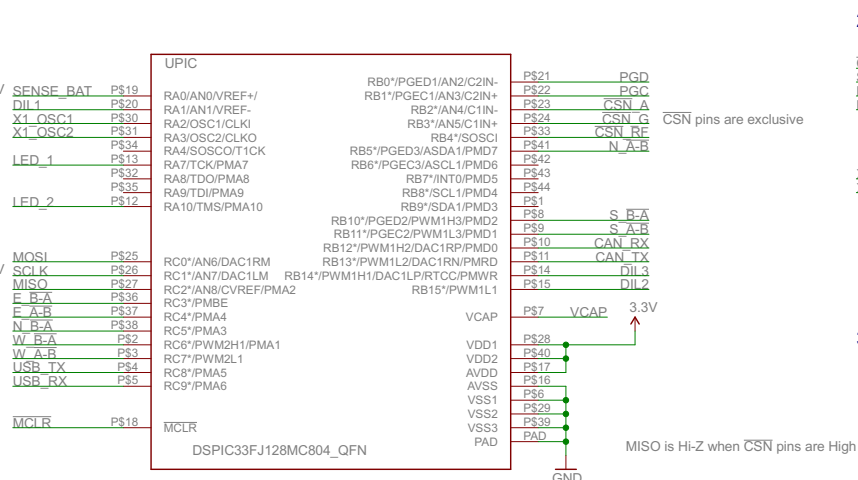 UPIC
SENSE_BAT P$19 RA0/AN0/VREF+/
DIL1 P$20 RA1/AN1/VREF-
X1_OSC1 P$30 RA2/OSC1/CLKI
X1_OSC2 P$31 RA3/OSC2/CLKO
P$34 RA4/SOSCO/T1CK
LED_1 P$13 RA7/TCK/PMA7
P$32 RA8/TDO/PMA8
P$35 RA9/TDI/PMA9
LED_2 P$12 RA10/TMS/PMA10
MOSI P$25 RC0*/AN6/DAC1RM
SCLK P$26 RC1*/AN7/DAC1LM
MISO P$27 RC2*/AN8/CVREF/PMA2
E_B-A P$36 RC3*/PMBE
E_A-B P$37 RC4*/PMA4
N_B-A P$38 RC5*/PMA3
W_B-A P$2 RC6*/PWM2H1/PMA1
W_A-B P$3 RC7*/PWM2L1
USB_TX P$4 RC8*/PMA5
USB_RX P$5 RC9*/PMA6
MCLR P$18 MCLR
RB0*/PGED1/AN2/C2IN- P$21 PGD
RB1*/PGEC1/AN3/C2IN+ P$22 PGC
RB2*/AN4/C1IN- P$23 CSN_A
RB3*/AN5/C1IN+ P$24 CSN_G
RB4*/SOSCI P$33 CSN_RF
RB5*/PGED3/ASDA1/PMD7 P$41 N_A-B
RB6*/PGEC3/ASCL1/PMD6 P$42
RB7*/INT0/PMD5 P$43
RB8*/SCL1/PMD4 P$44
RB9*/SDA1/PMD3 P$1
RB10*/PGED2/PWM1H3/PMD2 P$8 S_B-A
RB11*/PGEC2/PWM1L3/PMD1 P$9 S_A-B
RB12*/PWM1H2/DAC1RP/PMD0 P$10 CAN_RX
RB13*/PWM1L2/DAC1RN/PMRD P$11 CAN_TX
RB14*/PWM1H1/DAC1LP/RTCC/PMWR P$14 DIL3
RB15*/PWM1L1 P$15 DIL2
VCAP P$7 VCAP
3.3V
VDD1 P$28
VDD2 P$40
AVDD P$17
AVSS P$16
VSS1 P$6
VSS2 P$29
VSS3 P$39
PAD PAD
GND
DSPIC33FJ128MC804_QFN
CSN pins are exclusive
MISO is Hi-Z when CSN pins are High